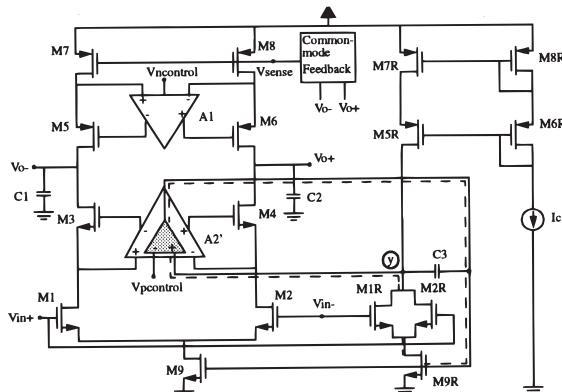 M7
M8
Common-
mode
Feedback
M7R
M8R
Vncontrol
Vsense
Vo-
Vo+
+
-
-
+
A1
M5
M6
M5R
M6R
Vo-
Vo+
C1
C2
M3
M4
-
+
A2'
-
+
+
-
Ic
y
C3
Vpcontrol
M1
M2
Vin+
Vin-
M1R
M2R
M9
M9R